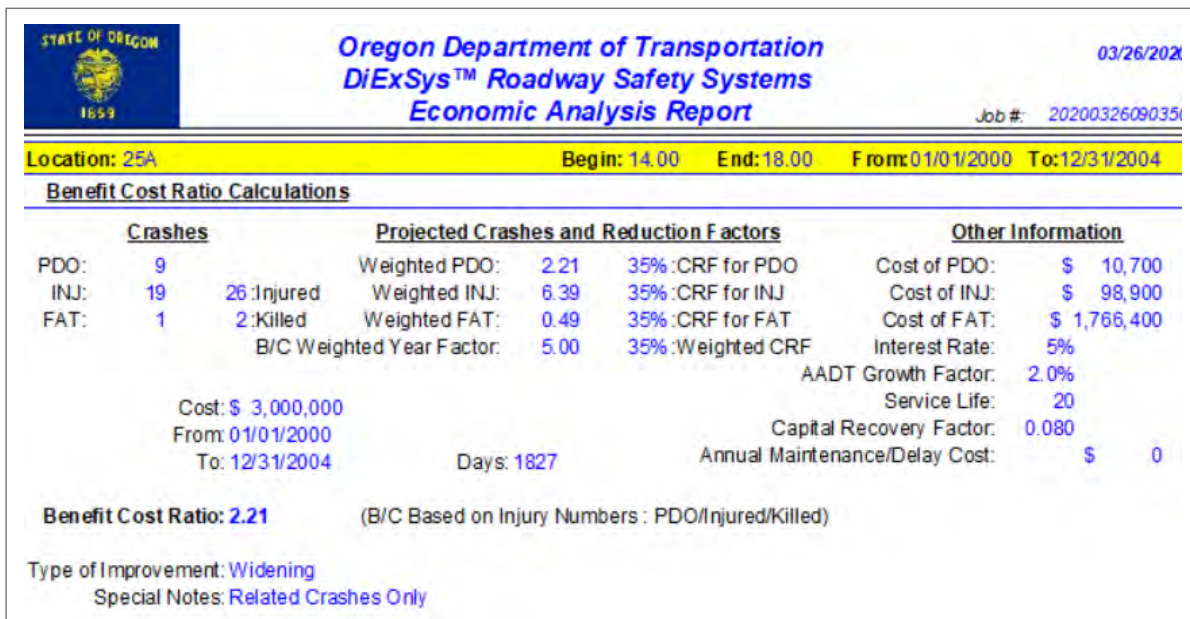 STATE OF OREGON
1859
Oregon Department of Transportation
DiExSys™ Roadway Safety Systems
Economic Analysis Report
03/26/2020
Job #: 20200326090350
Location: 25A Begin: 14.00 End:18.00 From:01/01/2000 To:12/31/2004
Benefit Cost Ratio Calculations
Crashes Projected Crashes and Reduction Factors Other Information
PDO: 9 Weighted PDO: 2.21 35% :CRF for PDO Cost of PDO: $ 10,700
INJ: 19 26 :Injured Weighted INJ: 6.39 35% :CRF for INJ Cost of INJ: $ 98,900
FAT: 1 2 :Killed Weighted FAT: 0.49 35% :CRF for FAT Cost of FAT: $ 1,766,400
B/C Weighted Year Factor: 5.00 35% :Weighted CRF Interest Rate: 5%
AADT Growth Factor: 2.0%
Cost: $ 3,000,000 Service Life: 20
From: 01/01/2000 Capital Recovery Factor: 0.080
To: 12/31/2004 Days: 1827 Annual Maintenance/Delay Cost: $ 0
Benefit Cost Ratio: 2.21 (B/C Based on Injury Numbers : PDO/Injured/Killed)
Type of Improvement: Widening
Special Notes: Related Crashes Only